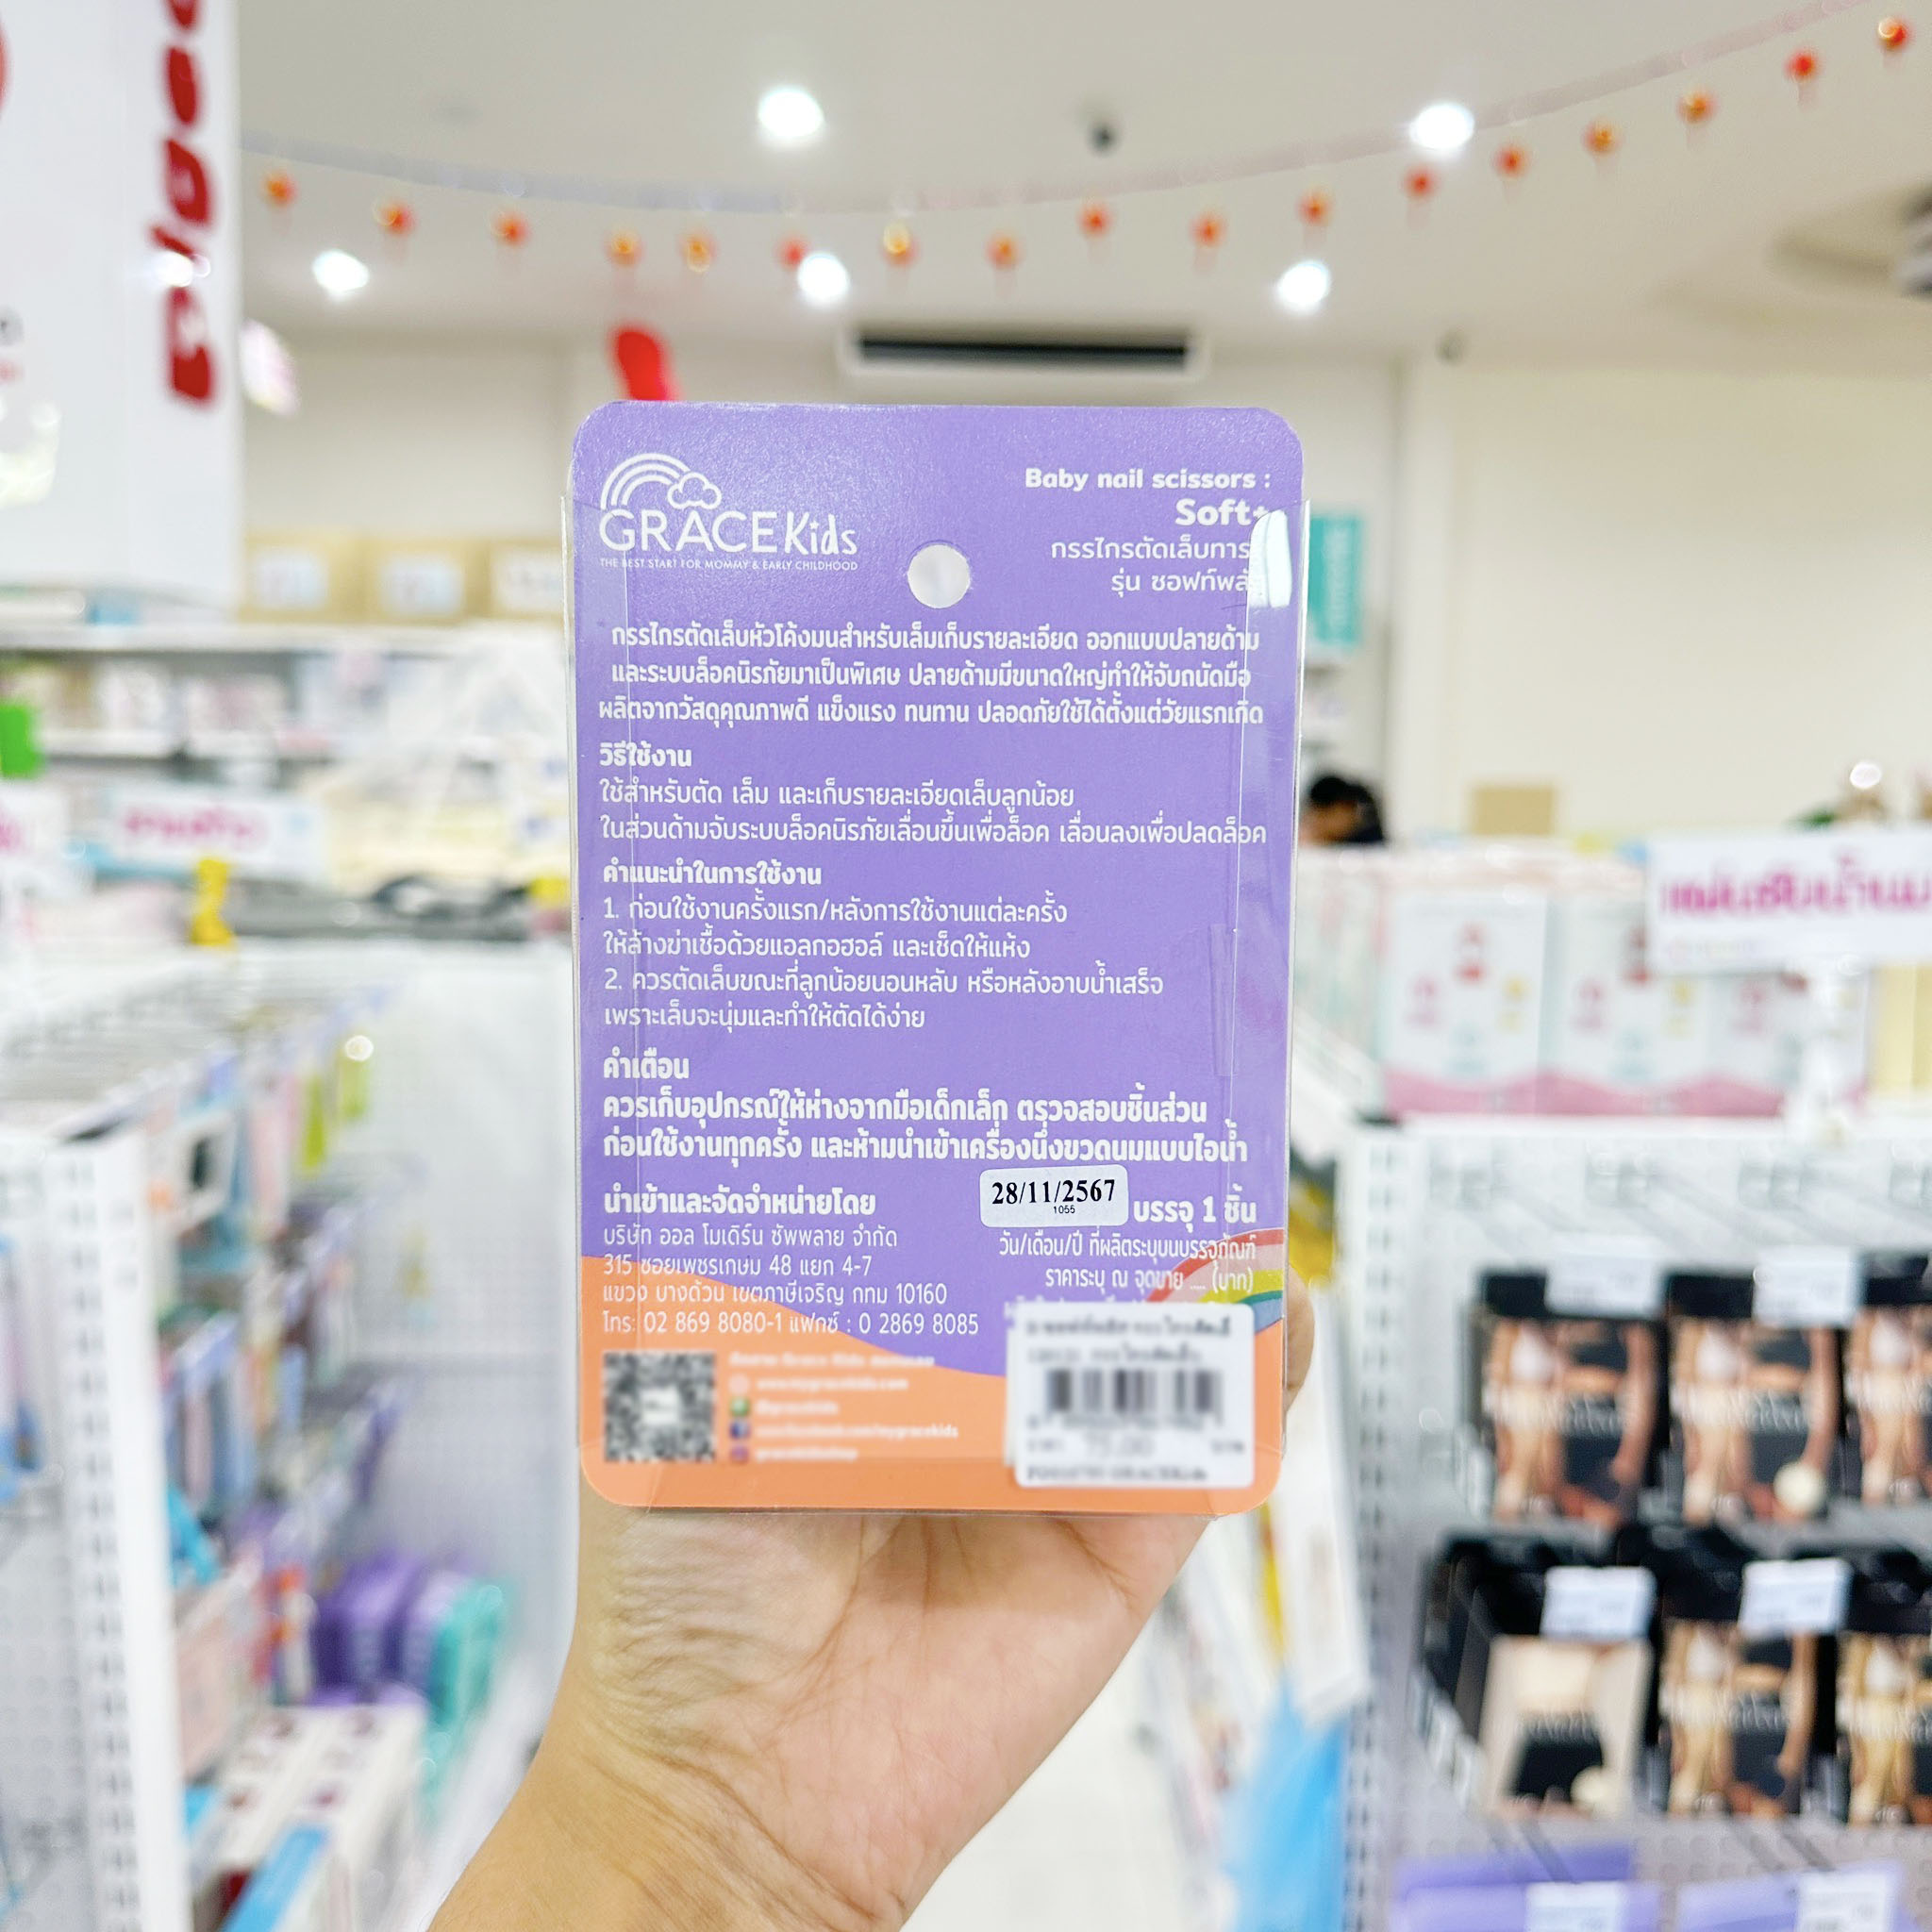 GRACEKids
THE BEST START FOR MOMMY & EARLY CHILDHOOD
Baby nail scissors :
Soft+
กรรไกรตัดเล็บทารก
รุ่น ซอฟท์พลัส
กรรไกรตัดเล็บหัวโค้งมนสำหรับเล็มเก็บรายละเอียด ออกแบบปลายด้าม
และระบบล็อคนิรภัยมาเป็นพิเศษ ปลายด้ามมีขนาดใหญ่ทำให้จับถนัดมือ
ผลิตจากวัสดุคุณภาพดี แข็งแรง ทนทาน ปลอดภัยใช้ได้ตั้งแต่วัยแรกเกิด
วิธีใช้งาน
ใช้สำหรับตัด เล็ม และเก็บรายละเอียดเล็บลูกน้อย
ในส่วนด้ามจับระบบล็อคนิรภัยเลื่อนขึ้นเพื่อล็อค เลื่อนลงเพื่อปลดล็อค
คำแนะนำในการใช้งาน
1. ก่อนใช้งานครั้งแรก/หลังการใช้งานแต่ละครั้ง
ให้ล้างฆ่าเชื้อด้วยแอลกอฮอล์ และเช็ดให้แห้ง
2. ควรตัดเล็บขณะที่ลูกน้อยนอนหลับ หรือหลังอาบน้ำเสร็จ
เพราะเล็บจะนุ่มและทำให้ตัดได้ง่าย
คำเตือน
ควรเก็บอุปกรณ์ให้ห่างจากมือเด็กเล็ก ตรวจสอบชิ้นส่วน
ก่อนใช้งานทุกครั้ง และห้ามนำเข้าเครื่องนึ่งขวดนมแบบไอน้ำ
นำเข้าและจัดจำหน่ายโดย
บริษัท ออล โมเดิร์น ซัพพลาย จำกัด
315 ซอยเพชรเกษม 48 แยก 4-7
แขวง บางด้วน เขตภาษีเจริญ กทม 10160
โทร: 02 869 8080-1 แฟกซ์ : 0 2869 8085
28/11/2567
1055
บรรจุ 1 ชิ้น
วัน/เดือน/ปี ที่ผลิตระบุบนบรรจุภัณฑ์
ราคาระบุ ณ จุดขาย .... (บาท)
www.mygracekids.com
@gracekids
www.facebook.com/mygracekids
gracekidsshop
75.00